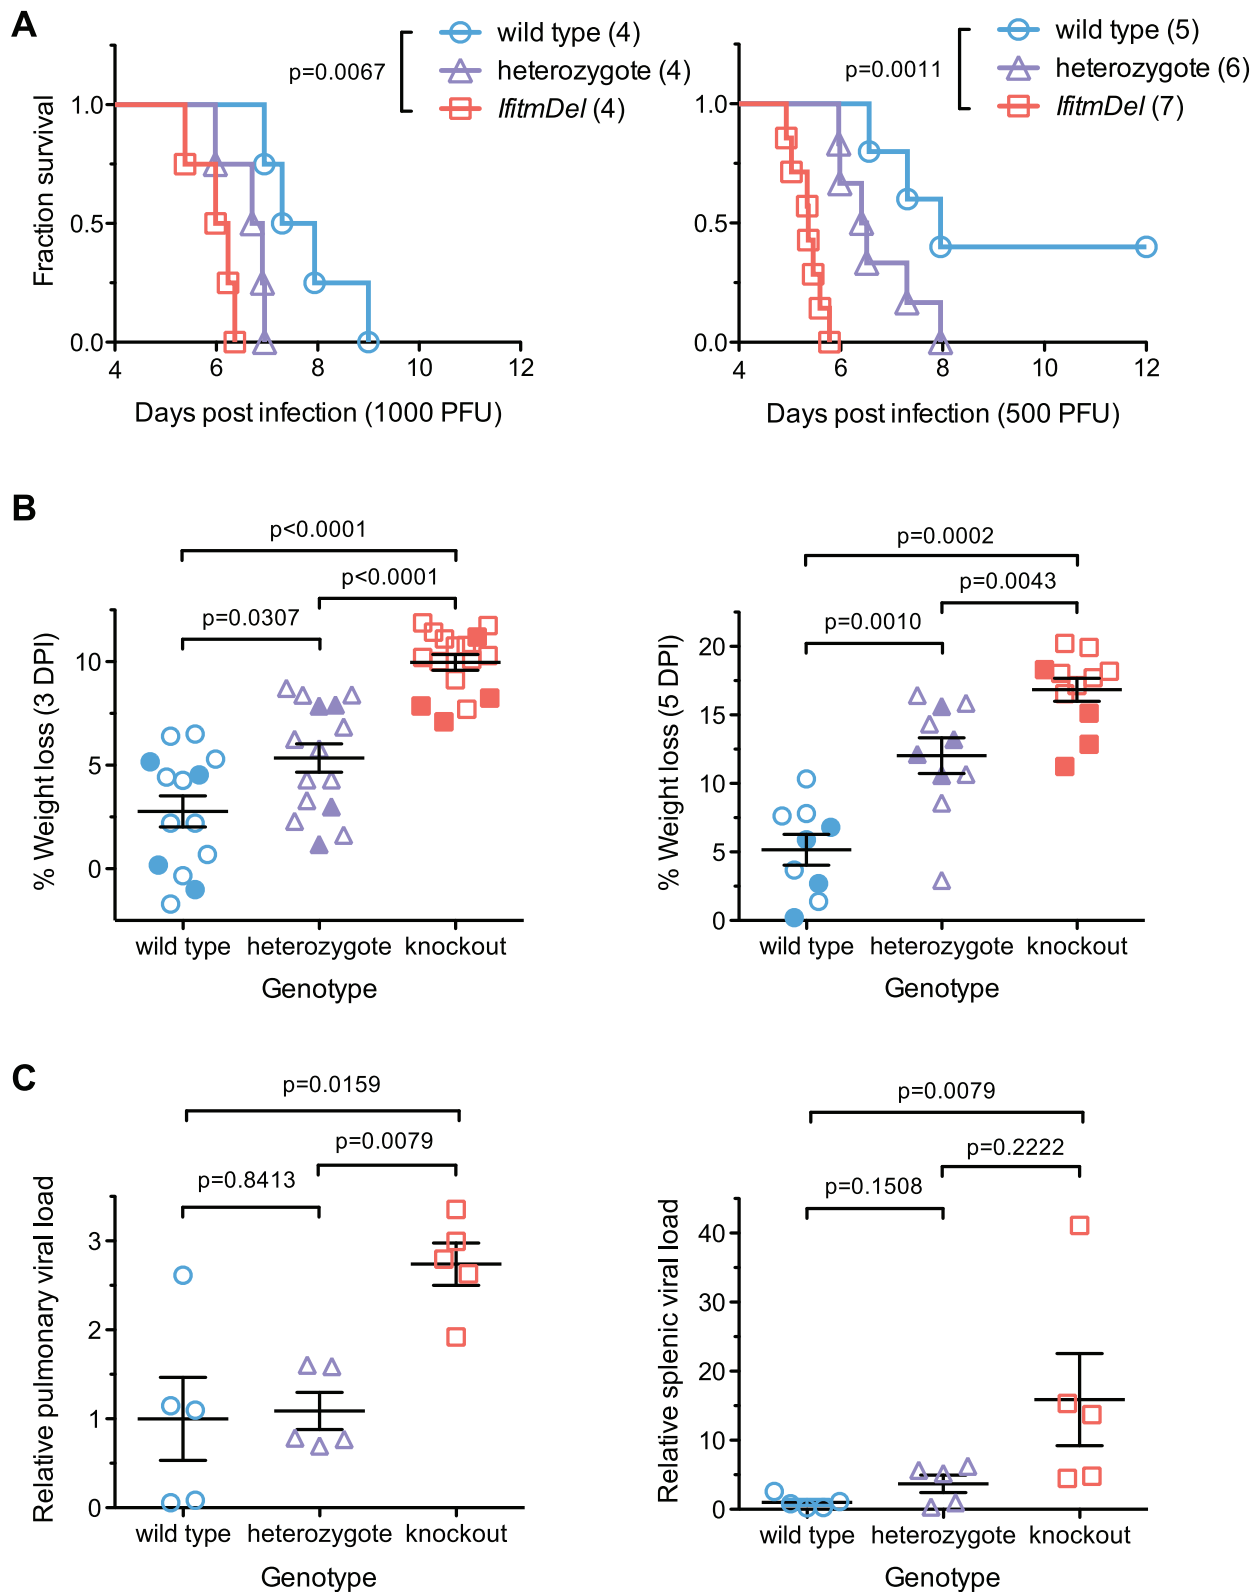 A
wild type (4)
heterozygote (4)
IfitmDel (4)
p=0.0067
Fraction survival
1.0
0.5
0.0
4 6 8 10 12
Days post infection (1000 PFU)
wild type (5)
heterozygote (6)
IfitmDel (7)
p=0.0011
1.0
0.5
0.0
4 6 8 10 12
Days post infection (500 PFU)
B
p<0.0001
p<0.0001
p=0.0307
% Weight loss (3 DPI)
10
5
0
wild type heterozygote knockout
Genotype
p=0.0002
p=0.0043
p=0.0010
% Weight loss (5 DPI)
20
15
10
5
0
wild type heterozygote knockout
Genotype
C
p=0.0159
p=0.0079
p=0.8413
Relative pulmonary viral load
3
2
1
0
wild type heterozygote knockout
Genotype
p=0.0079
p=0.2222
p=0.1508
Relative splenic viral load
40
30
20
10
0
wild type heterozygote knockout
Genotype